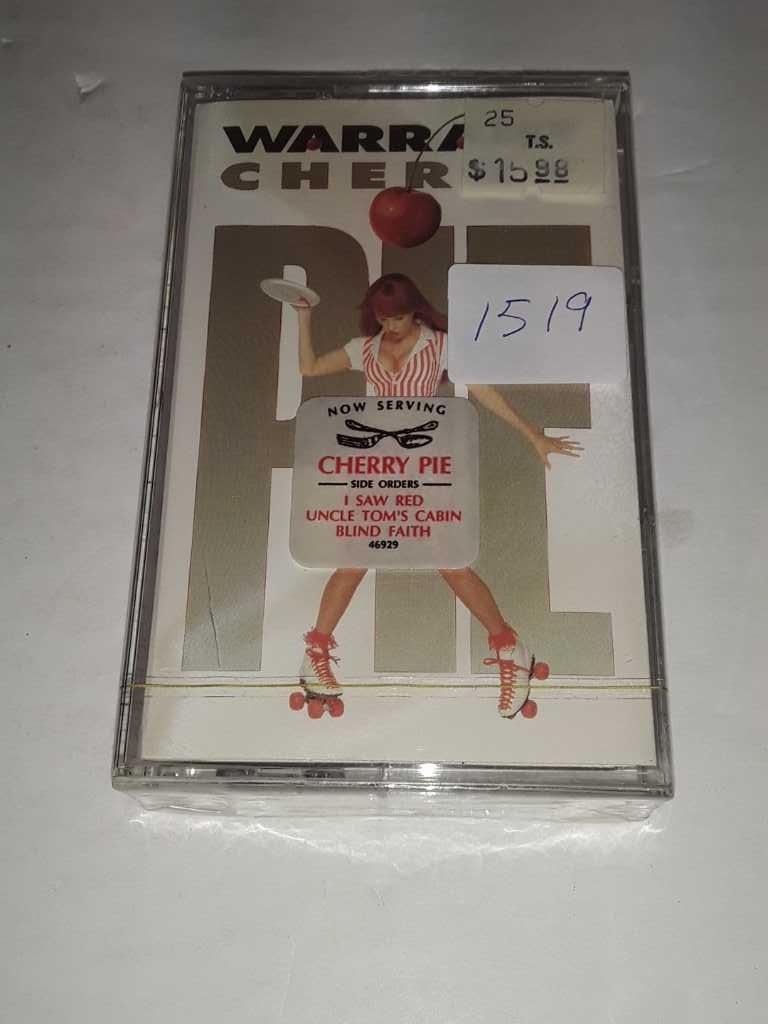 25
T.S.
$15.98
WARRA
CHER
PIE
1519
NOW SERVING
CHERRY PIE
SIDE ORDERS
I SAW RED
UNCLE TOM'S CABIN
BLIND FAITH
46929